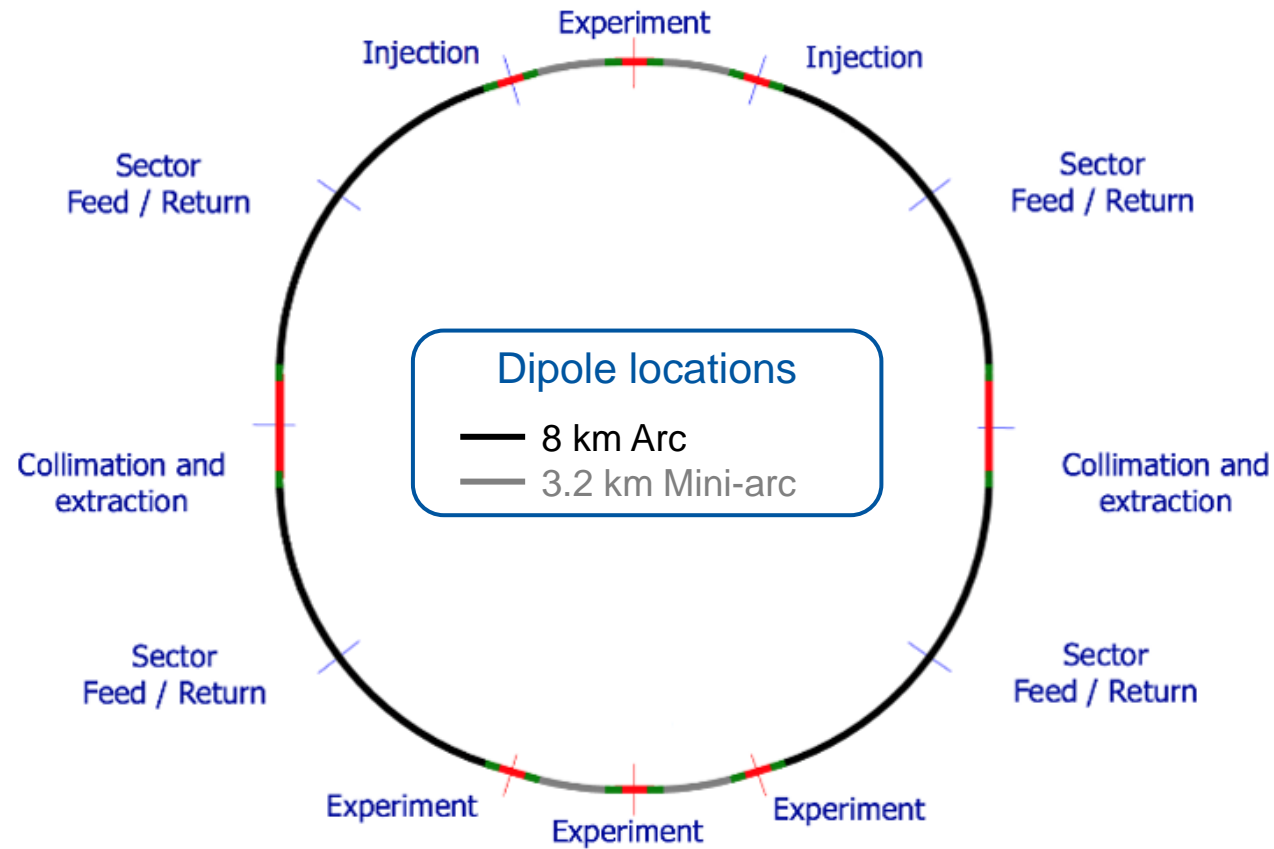 Experiment
Injection
Injection
Sector
Feed / Return
Sector
Feed / Return
Dipole locations
8 km Arc
3.2 km Mini-arc
Collimation and
extraction
Collimation and
extraction
Sector
Feed / Return
Sector
Feed / Return
Experiment
Experiment
Experiment